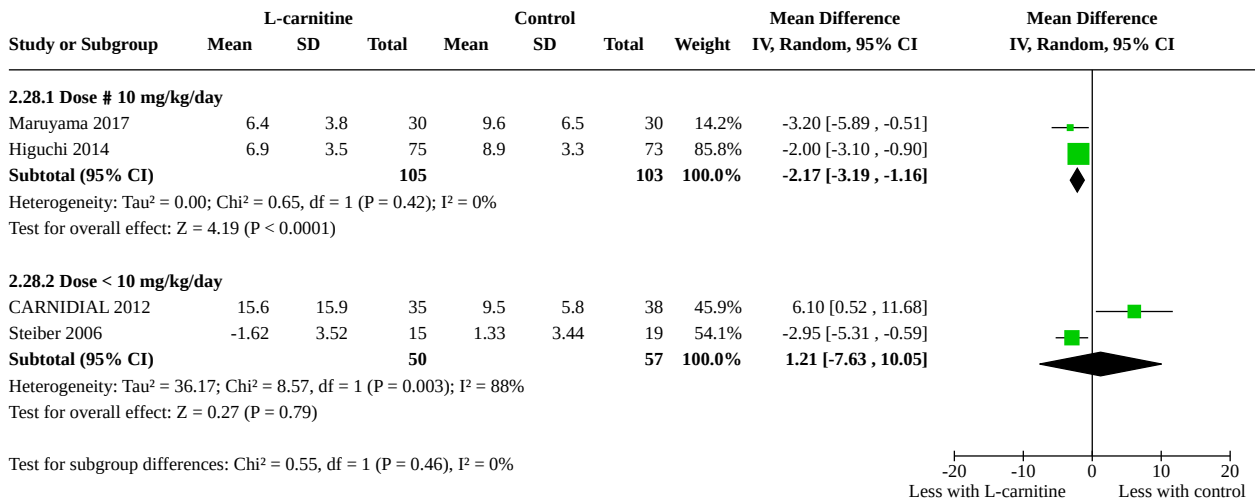 L-carnitine Control Mean Difference Mean Difference
Study or Subgroup Mean SD Total Mean SD Total Weight IV, Random, 95% CI IV, Random, 95% CI
2.28.1 Dose # 10 mg/kg/day
Maruyama 2017 6.4 3.8 30 9.6 6.5 30 14.2% -3.20 [-5.89 , -0.51]
Higuchi 2014 6.9 3.5 75 8.9 3.3 73 85.8% -2.00 [-3.10 , -0.90]
Subtotal (95% CI) 105 103 100.0% -2.17 [-3.19 , -1.16]
Heterogeneity: Tau² = 0.00; Chi² = 0.65, df = 1 (P = 0.42); I² = 0%
Test for overall effect: Z = 4.19 (P < 0.0001)
2.28.2 Dose < 10 mg/kg/day
CARNIDIAL 2012 15.6 15.9 35 9.5 5.8 38 45.9% 6.10 [0.52 , 11.68]
Steiber 2006 -1.62 3.52 15 1.33 3.44 19 54.1% -2.95 [-5.31 , -0.59]
Subtotal (95% CI) 50 57 100.0% 1.21 [-7.63 , 10.05]
Heterogeneity: Tau² = 36.17; Chi² = 8.57, df = 1 (P = 0.003); I² = 88%
Test for overall effect: Z = 0.27 (P = 0.79)
Test for subgroup differences: Chi² = 0.55, df = 1 (P = 0.46), I² = 0%
-20 -10 0 10 20
Less with L-carnitine Less with control